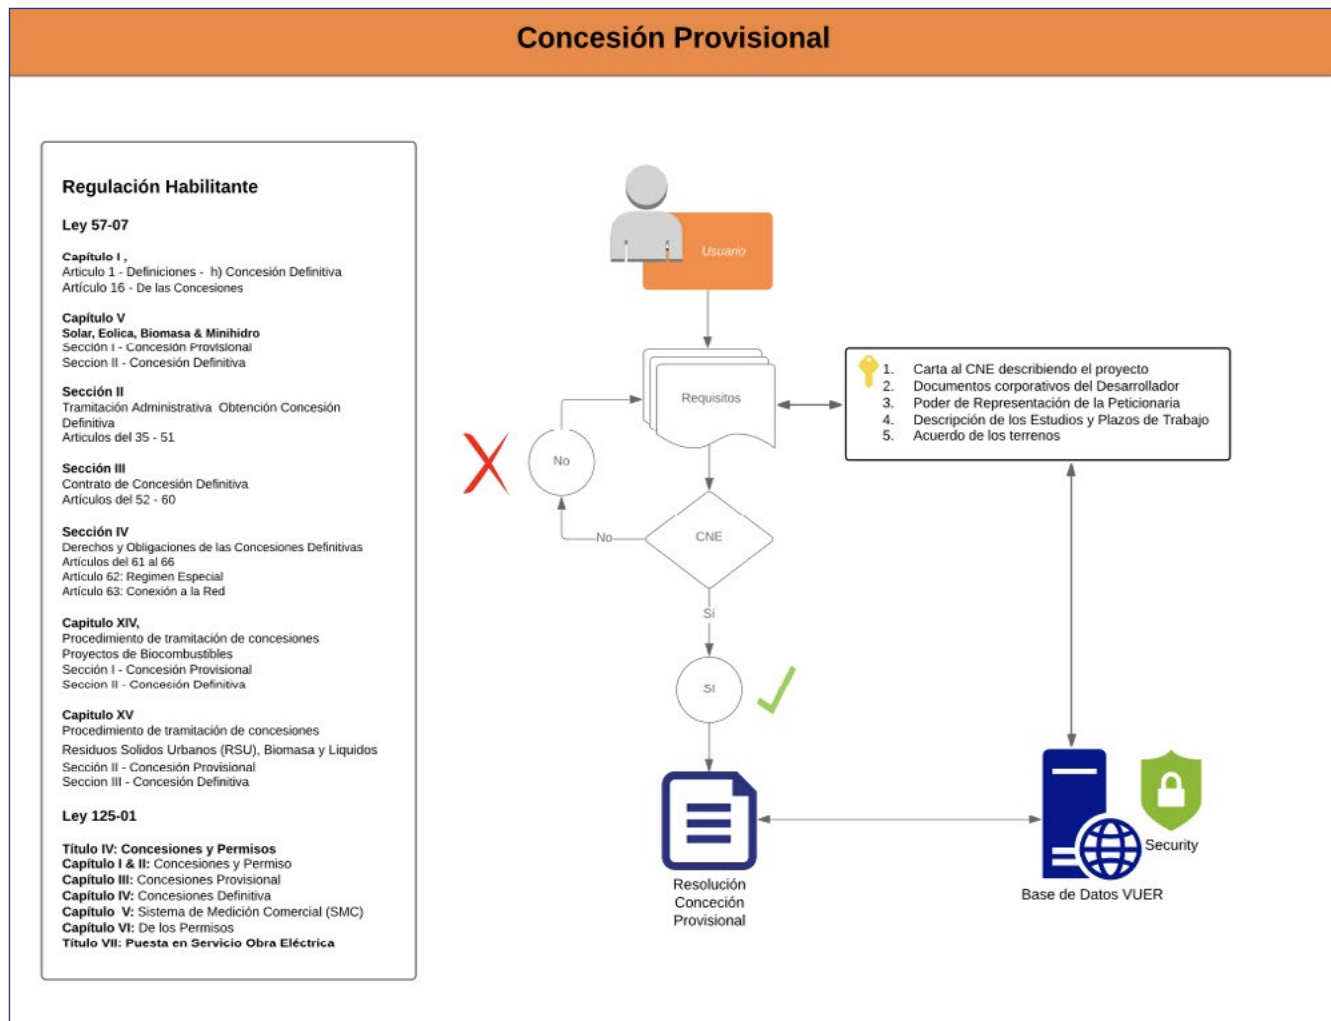 Concesión Provisional
Regulación Habilitante
Ley 57-07
Capítulo I ,
Articulo 1 - Definiciones - h) Concesión Definitiva
Artículo 16 - De las Concesiones
Capítulo V
Solar, Eolica, Biomasa & Minihidro
Sección I - Concesión Provisional
Seccion II - Concesión Definitiva
Sección II
Tramitación Administrativa Obtención Concesión
Definitiva
Articulos del 35 - 51
Sección III
Contrato de Concesión Definitiva
Artículos del 52 - 60
Sección IV
Derechos y Obligaciones de las Concesiones Definitivas
Artículos del 61 al 66
Artículo 62: Regimen Especial
Artículo 63: Conexión a la Red
Capitulo XIV,
Procedimiento de tramitación de concesiones
Proyectos de Biocombustibles
Sección I - Concesión Provisional
Seccion II - Concesión Definitiva
Capitulo XV
Procedimiento de tramitación de concesiones
Residuos Solidos Urbanos (RSU), Biomasa y Liquidos
Sección II - Concesión Provisional
Seccion III - Concesión Definitiva
Ley 125-01
Título IV: Concesiones y Permisos
Capítulo I & II: Concesiones y Permiso
Capítulo III: Concesiones Provisional
Capítulo IV: Concesiones Definitiva
Capítulo V: Sistema de Medición Comercial (SMC)
Capítulo VI: De los Permisos
Título VII: Puesta en Servicio Obra Eléctrica
Usuario
Requisitos
1. Carta al CNE describiendo el proyecto
2. Documentos corporativos del Desarrollador
3. Poder de Representación de la Peticionaria
4. Descripción de los Estudios y Plazos de Trabajo
5. Acuerdo de los terrenos
No
No
CNE
Sí
SI
Resolución
Conceción
Provisional
Security
Base de Datos VUER